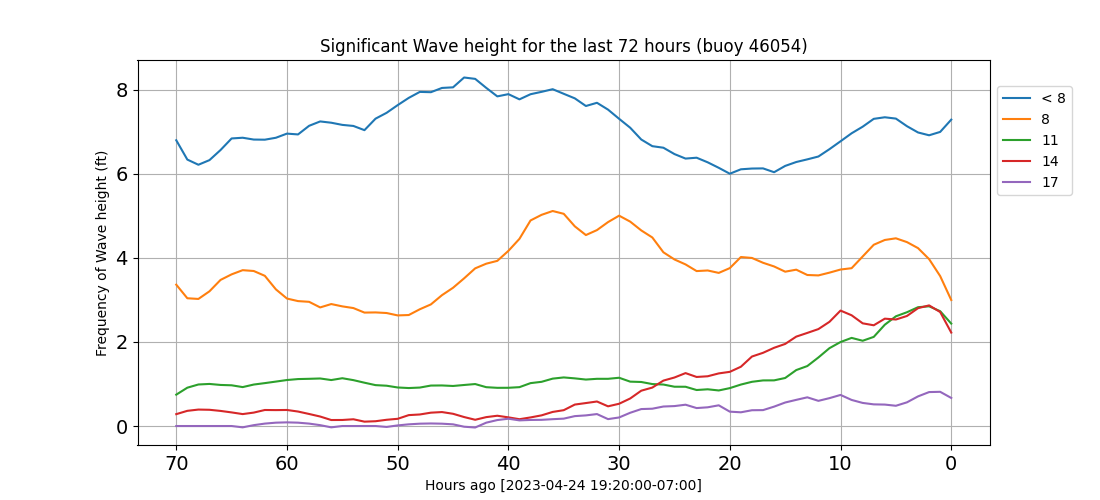 Significant Wave height for the last 72 hours (buoy 46054)
Frequency of Wave height (ft)
8
6
4
2
0
70 60 50 40 30 20 10 0
Hours ago [2023-04-24 19:20:00-07:00]
< 8
8
11
14
17